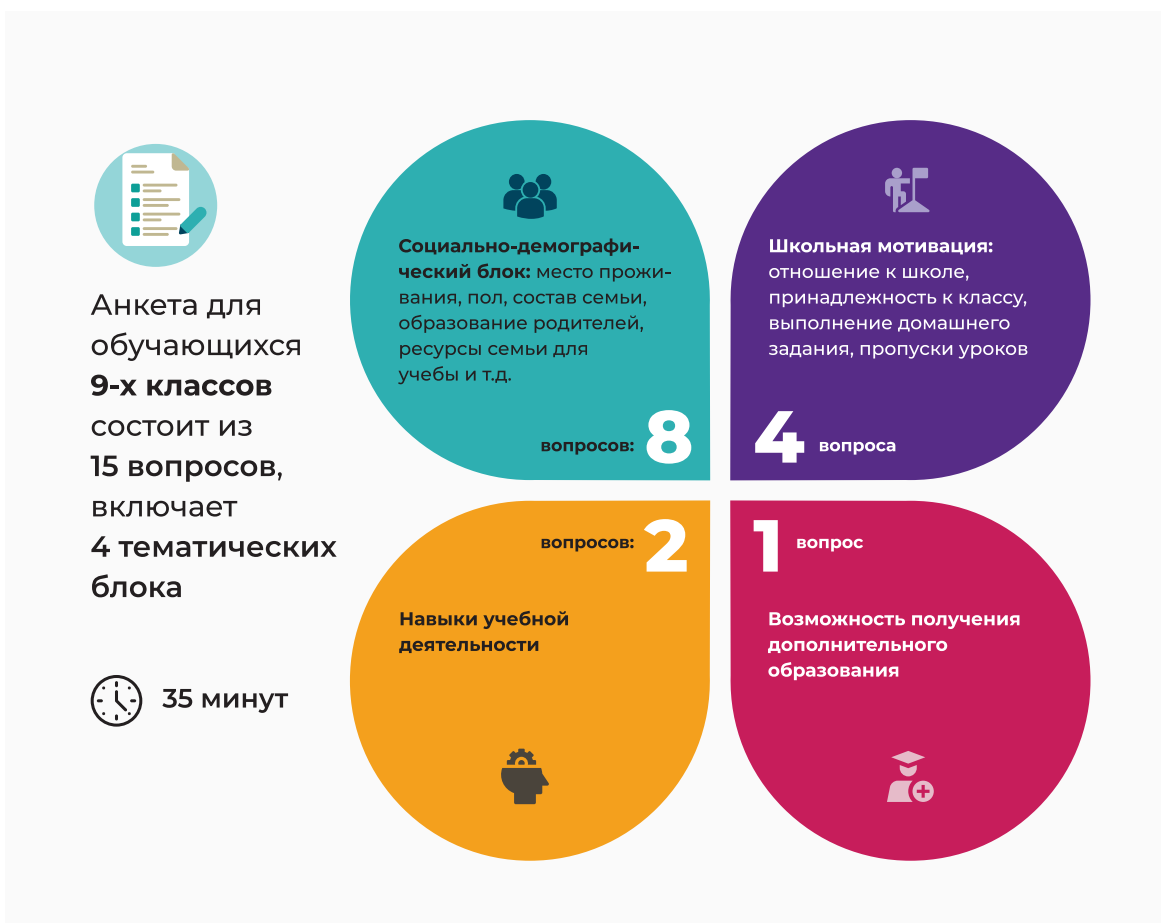 Анкета для
обучающихся
9-х классов
состоит из
15 вопросов,
включает
4 тематических
блока
35 минут
Социально-демографи-
ческий блок: место прожи-
вания, пол, состав семьи,
образование родителей,
ресурсы семьи для
учебы и т.д.
вопросов: 8
Школьная мотивация:
отношение к школе,
принадлежность к классу,
выполнение домашнего
задания, пропуски уроков
4 вопроса
вопросов: 2
Навыки учебной
деятельности
1 вопрос
Возможность получения
дополнительного
образования